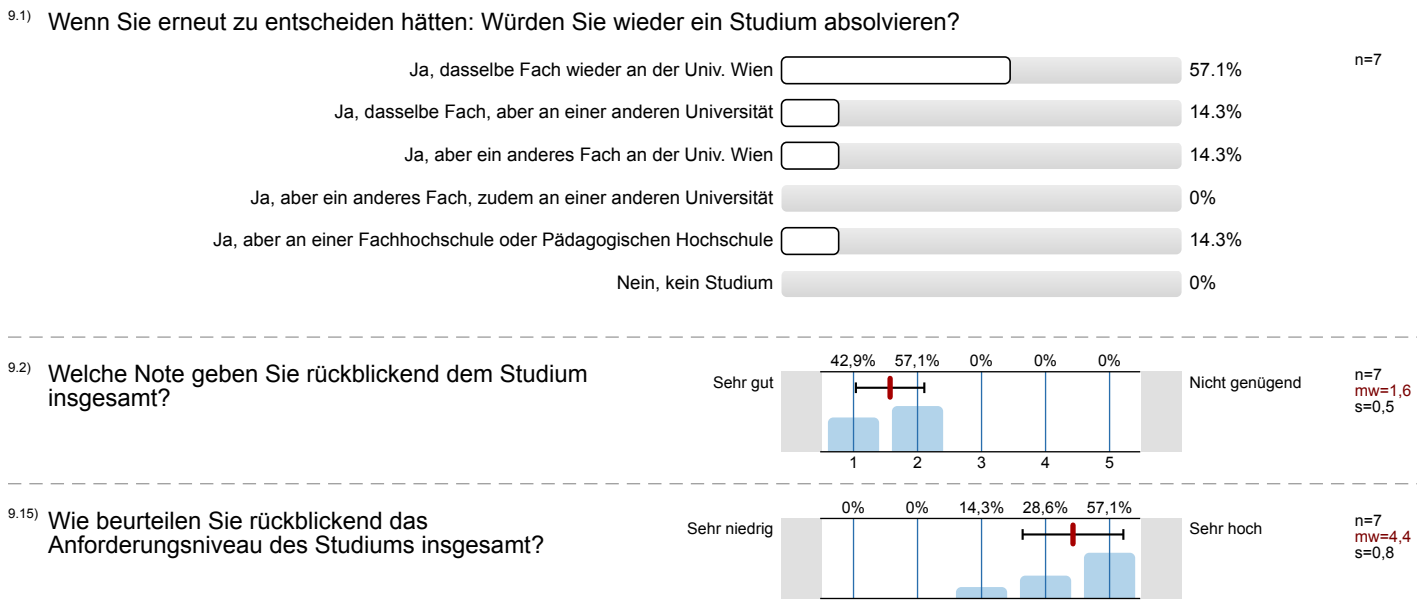 9.1) Wenn Sie erneut zu entscheiden hätten: Würden Sie wieder ein Studium absolvieren?
Ja, dasselbe Fach wieder an der Univ. Wien 57.1% n=7
Ja, dasselbe Fach, aber an einer anderen Universität 14.3%
Ja, aber ein anderes Fach an der Univ. Wien 14.3%
Ja, aber ein anderes Fach, zudem an einer anderen Universität 0%
Ja, aber an einer Fachhochschule oder Pädagogischen Hochschule 14.3%
Nein, kein Studium 0%
9.2) Welche Note geben Sie rückblickend dem Studium
insgesamt?
42,9% 57,1% 0% 0% 0%
Sehr gut Nicht genügend
1 2 3 4 5
n=7
mw=1,6
s=0,5
9.15) Wie beurteilen Sie rückblickend das
Anforderungsniveau des Studiums insgesamt?
0% 0% 14,3% 28,6% 57,1%
Sehr niedrig Sehr hoch
n=7
mw=4,4
s=0,8